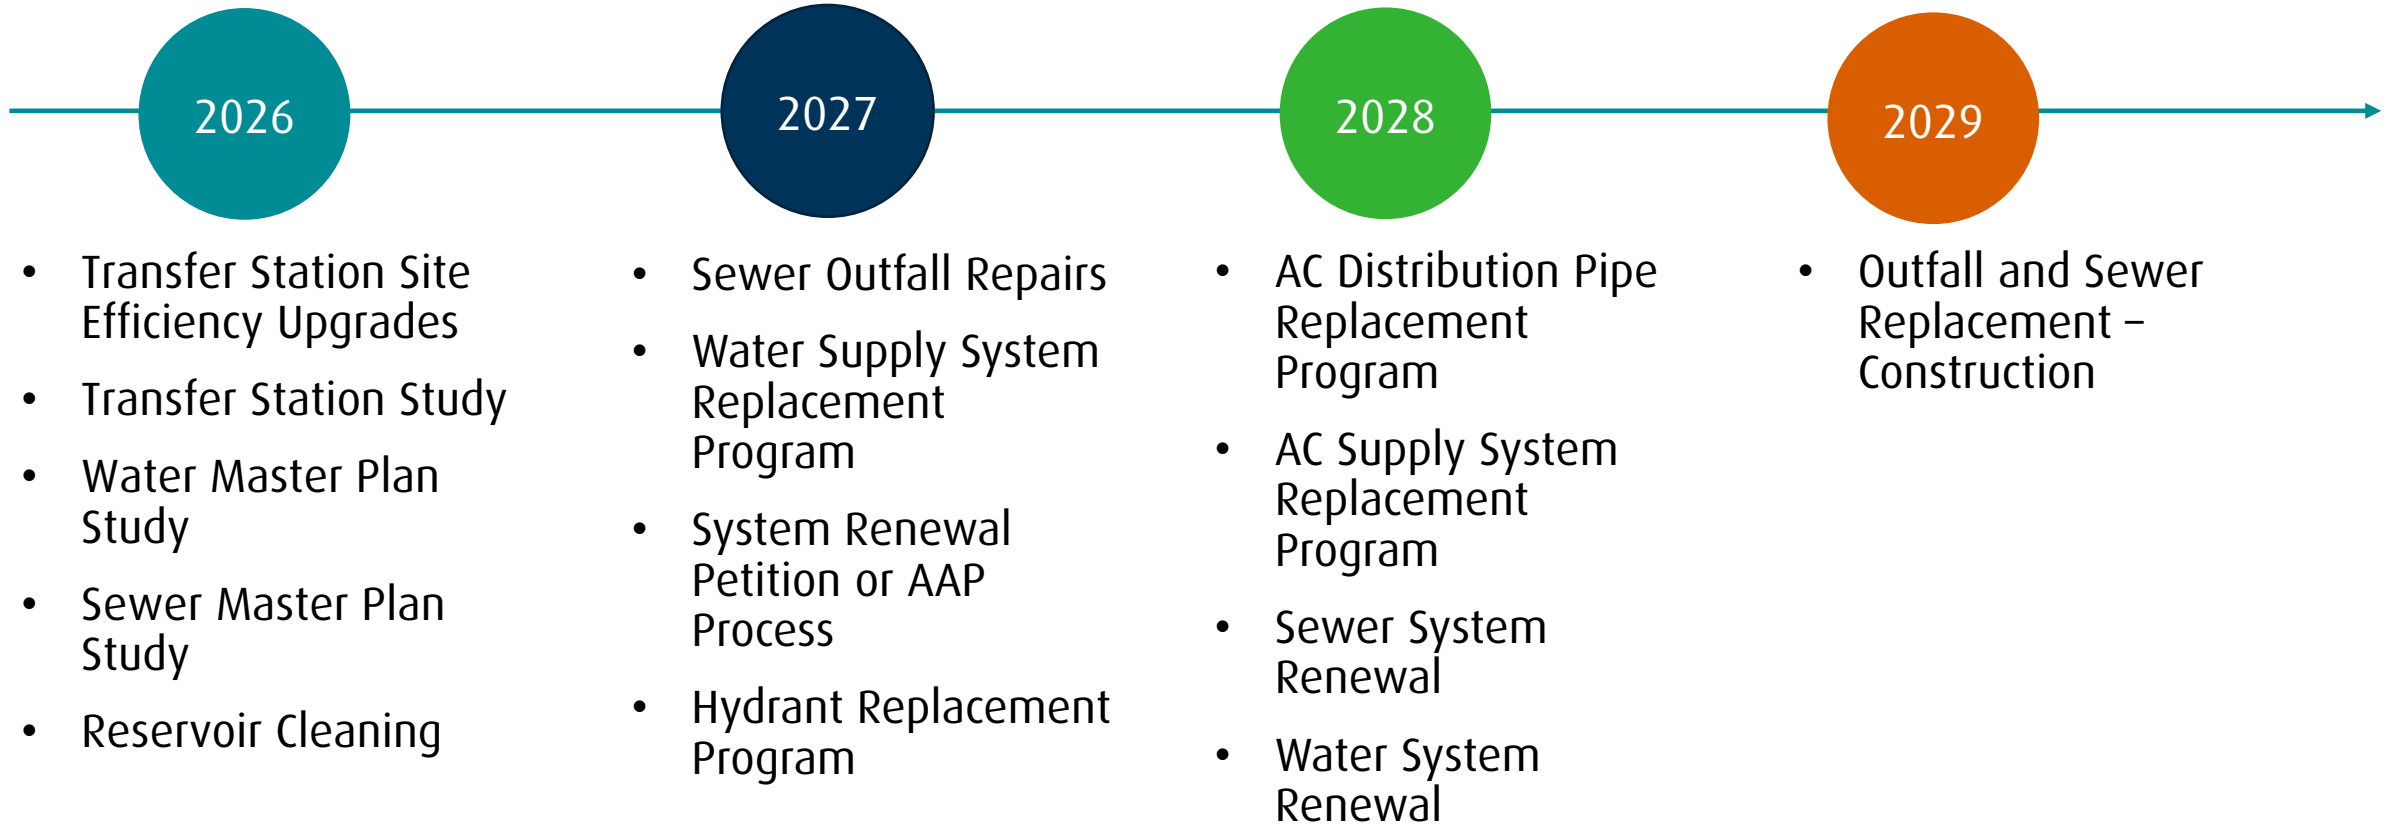 2026
2027
2028
2029
• Transfer Station Site
Efficiency Upgrades
• Transfer Station Study
• Water Master Plan
Study
• Sewer Master Plan
Study
• Reservoir Cleaning
• Sewer Outfall Repairs
• Water Supply System
Replacement
Program
• System Renewal
Petition or AAP
Process
• Hydrant Replacement
Program
• AC Distribution Pipe
Replacement
Program
• AC Supply System
Replacement
Program
• Sewer System
Renewal
• Water System
Renewal
• Outfall and Sewer
Replacement –
Construction